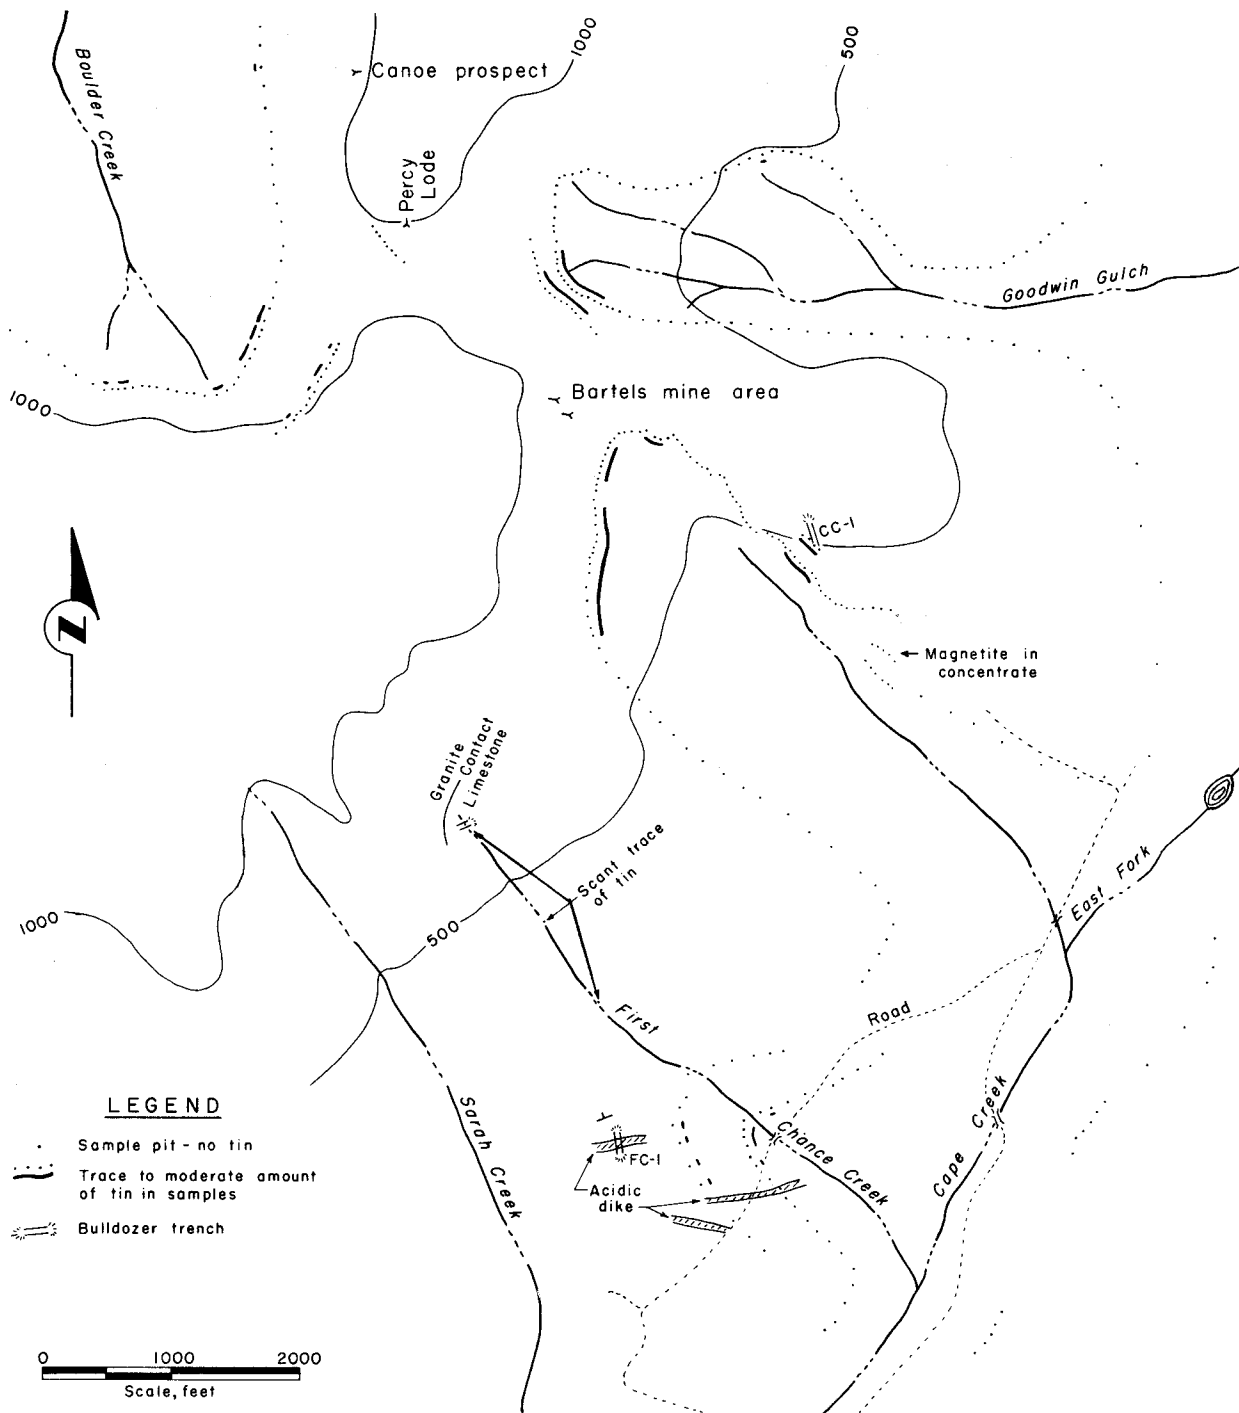 1000
500
Boulder Creek
Canoe prospect
Percy
Lode
Goodwin Gulch
1000
Bartels mine area
CC-1
N
Magnetite in
concentrate
Granite
Contact
Limestone
Scant trace
of tin
East Fork
1000
500
Road
First
Chance Creek
Cape Creek
Sarah Creek
FC-1
Acidic
dike
LEGEND
Sample pit - no tin
Trace to moderate amount
of tin in samples
Bulldozer trench
0 1000 2000
Scale, feet